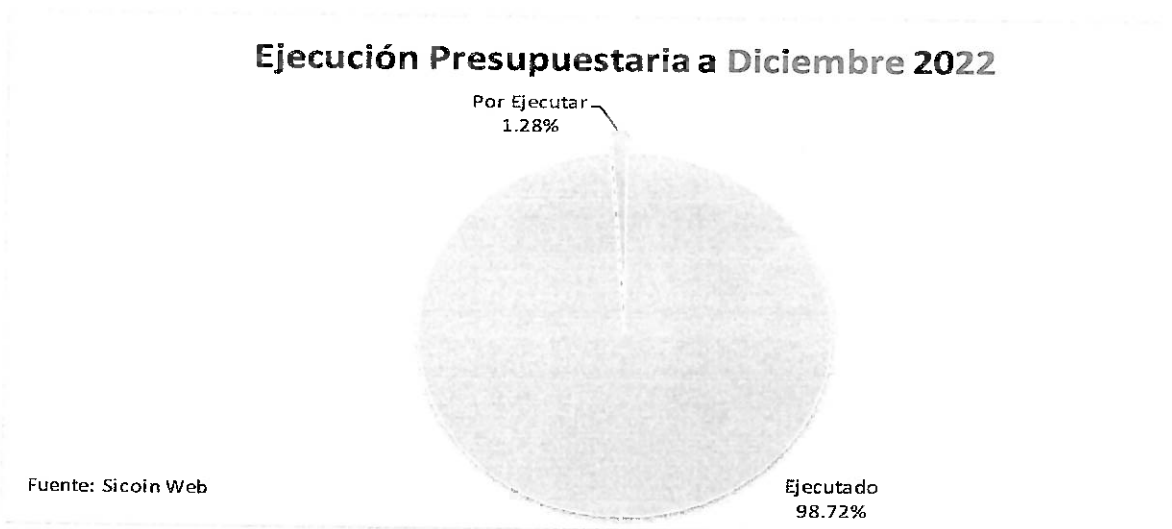 Ejecución Presupuestaria a Diciembre 2022
Por Ejecutar
1.28%
Fuente: Sicoin Web
Ejecutado
98.72%